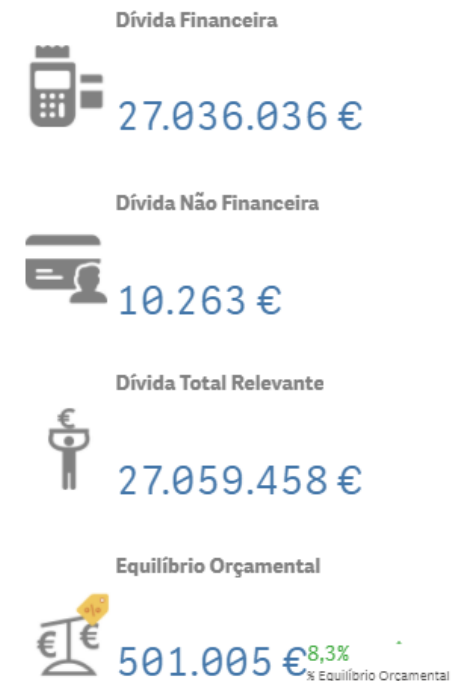 Dívida Financeira
27.036.036 €
Dívida Não Financeira
10.263 €
Dívida Total Relevante
€
27.059.458 €
Equilíbrio Orçamental
%
€ €
501.005 € 8,3%
% Equilíbrio Orçamental